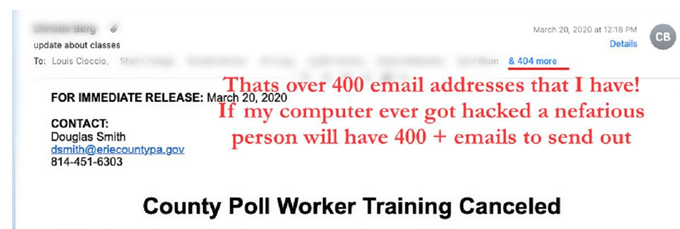 March 20, 2020 at 12:18 PM
CB
update about classes
Details
To: Louis Cioccio,
& 404 more
Thats over 400 email addresses that I have!
If my computer ever got hacked a nefarious
person will have 400 + emails to send out
FOR IMMEDIATE RELEASE: March 20, 2020
CONTACT:
Douglas Smith
dsmith@eriecountypa.gov
814-451-6303
County Poll Worker Training Canceled